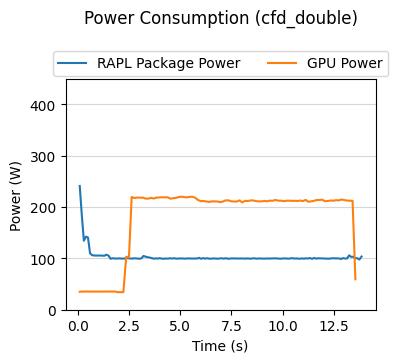 Power Consumption (cfd_double)
RAPL Package Power GPU Power
400
300
200
100
0
Power (W)
0.0 2.5 5.0 7.5 10.0 12.5
Time (s)